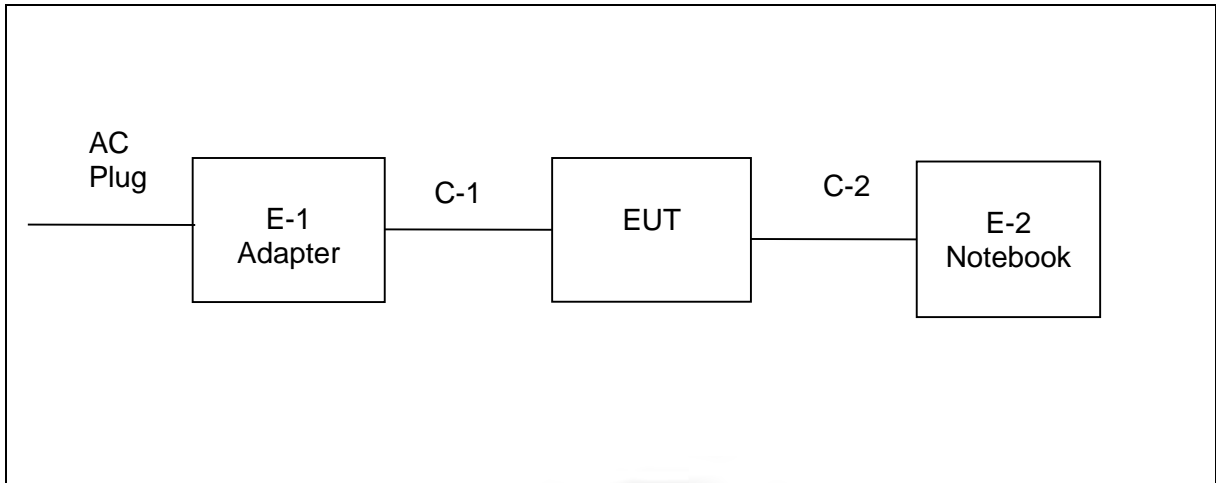 AC
Plug
E-1
Adapter
C-1
EUT
C-2
E-2
Notebook